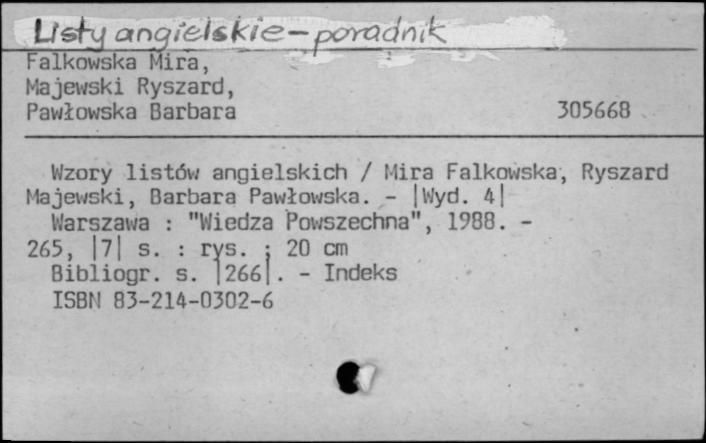 Listy angielskie - poradnik
Falkowska Mira,
Majewski Ryszard,
Pawłowska Barbara 305668
Wzory listów angielskich / Mira Falkowska, Ryszard
Majewski, Barbara Pawłowska. - |Wyd. 4|
Warszawa : "Wiedza Powszechna", 1988. -
265, |7| s. : rys. ; 20 cm
Bibliogr. s. |266|. - Indeks
ISBN 83-214-0302-6